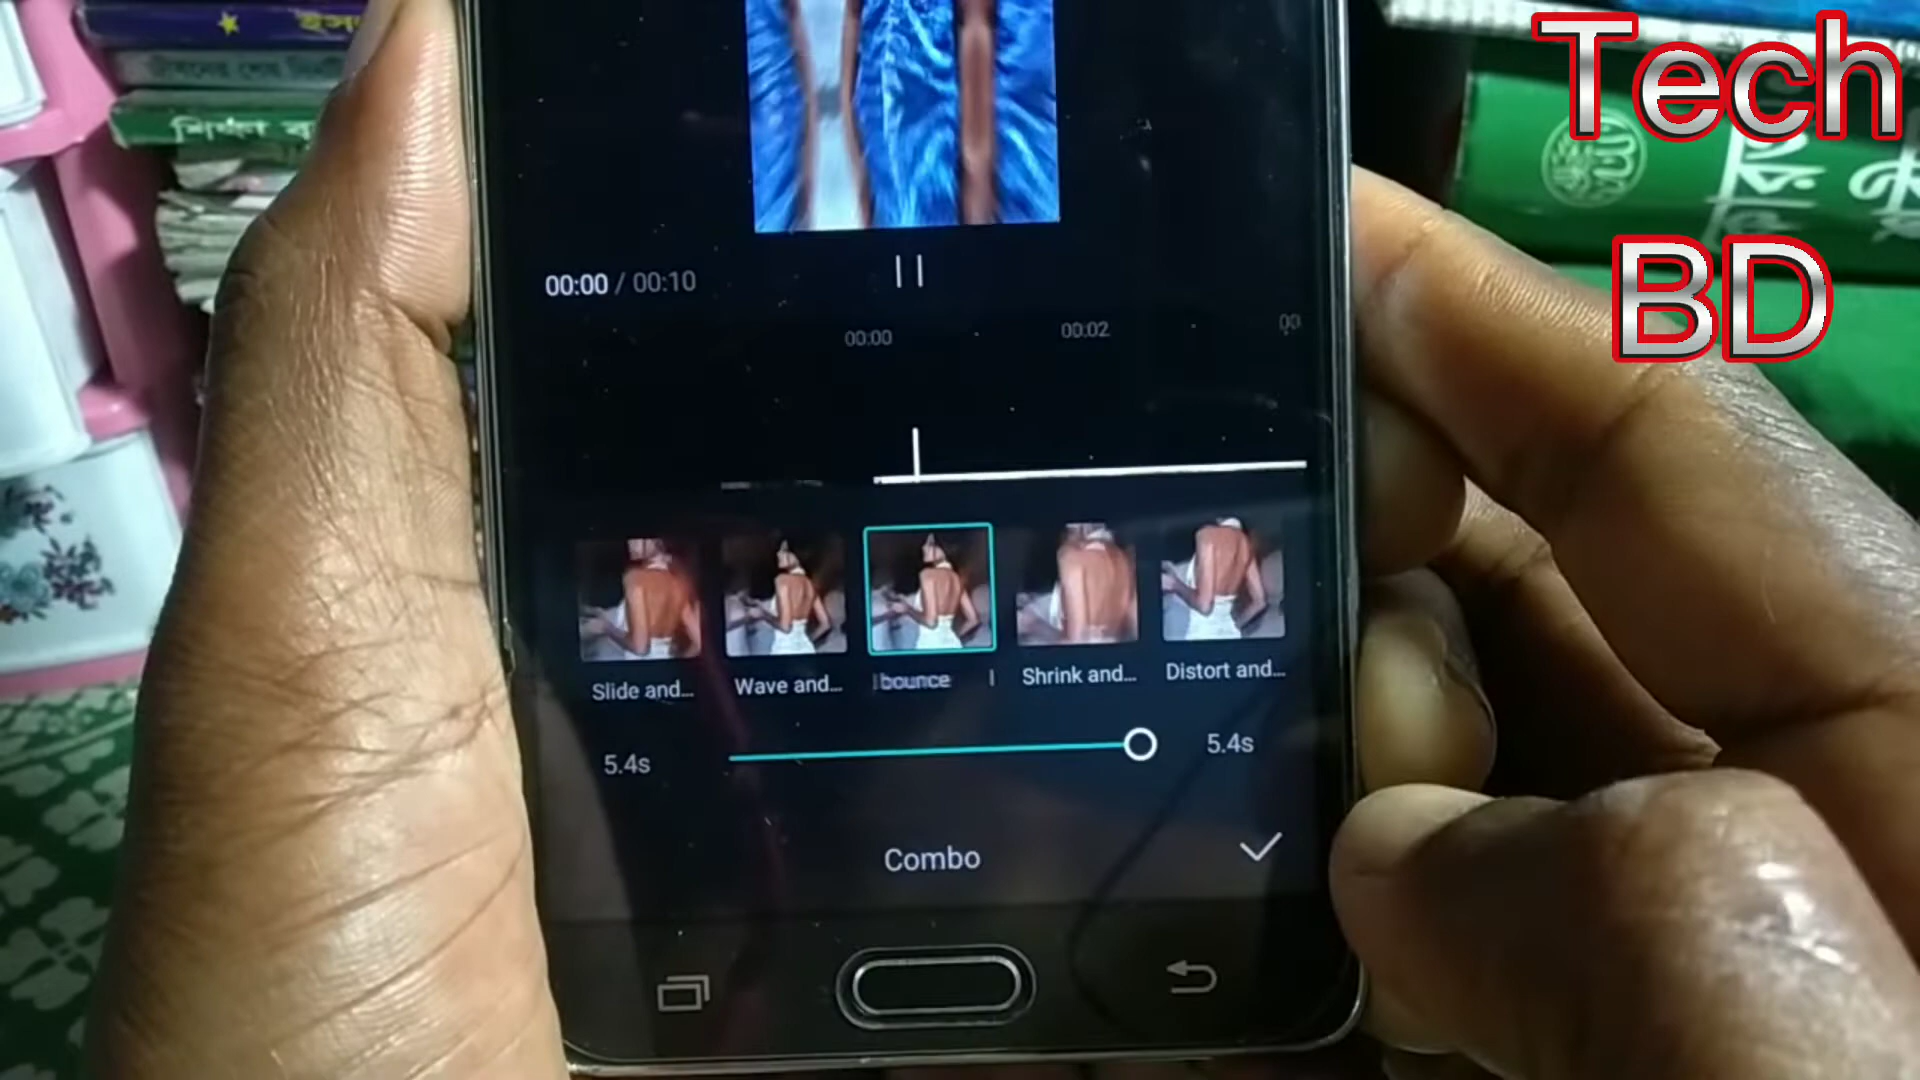 Tech
BD
00:00 / 00:10
00:00
00:02
00
Slide and...
Wave and...
bounce
Shrink and...
Distort and...
5.4s
5.4s
Combo